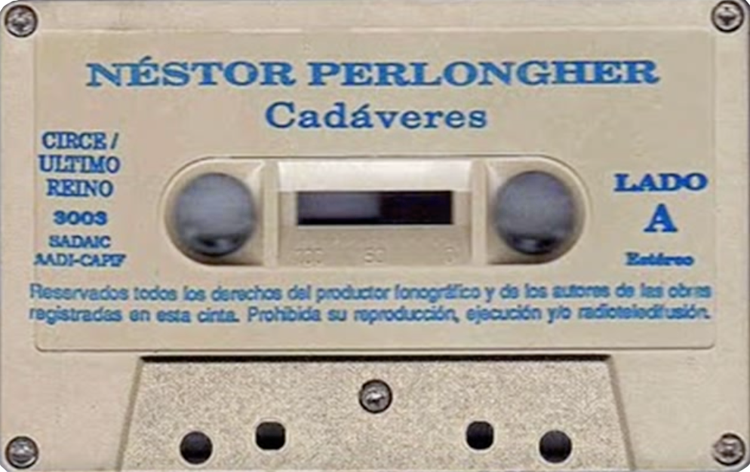 NÉSTOR PERLONGHER
Cadáveres
CIRCE /
ULTIMO
REINO
3003
SADAIC
AADI-CAPIF
LADO
A
Estéreo
100 50 0
Reservados todos los derechos del productor fonográfico y de los autores de las obras
registradas en esta cinta. Prohibida su reproducción, ejecución y/o radioteledifusión.